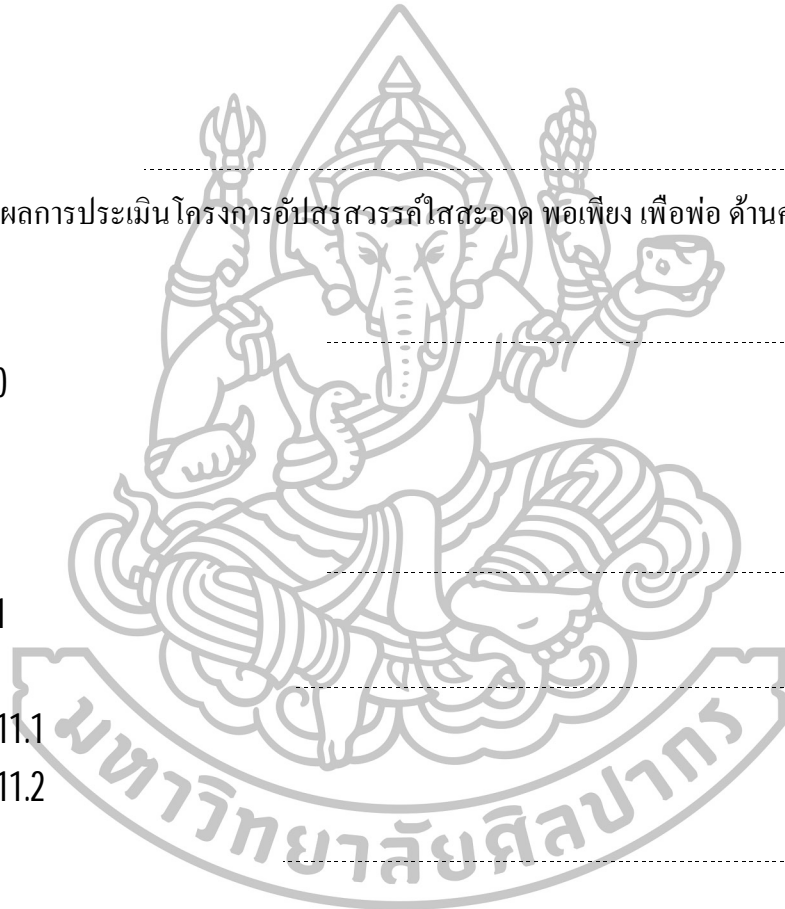 ผลการประเมินโครงการอัปสรสวรรค์ใสสะอาด พอเพียง เพื่อพ่อ ด้าน
11.1
11.2
มหาวิทยาลัยศิลปากร